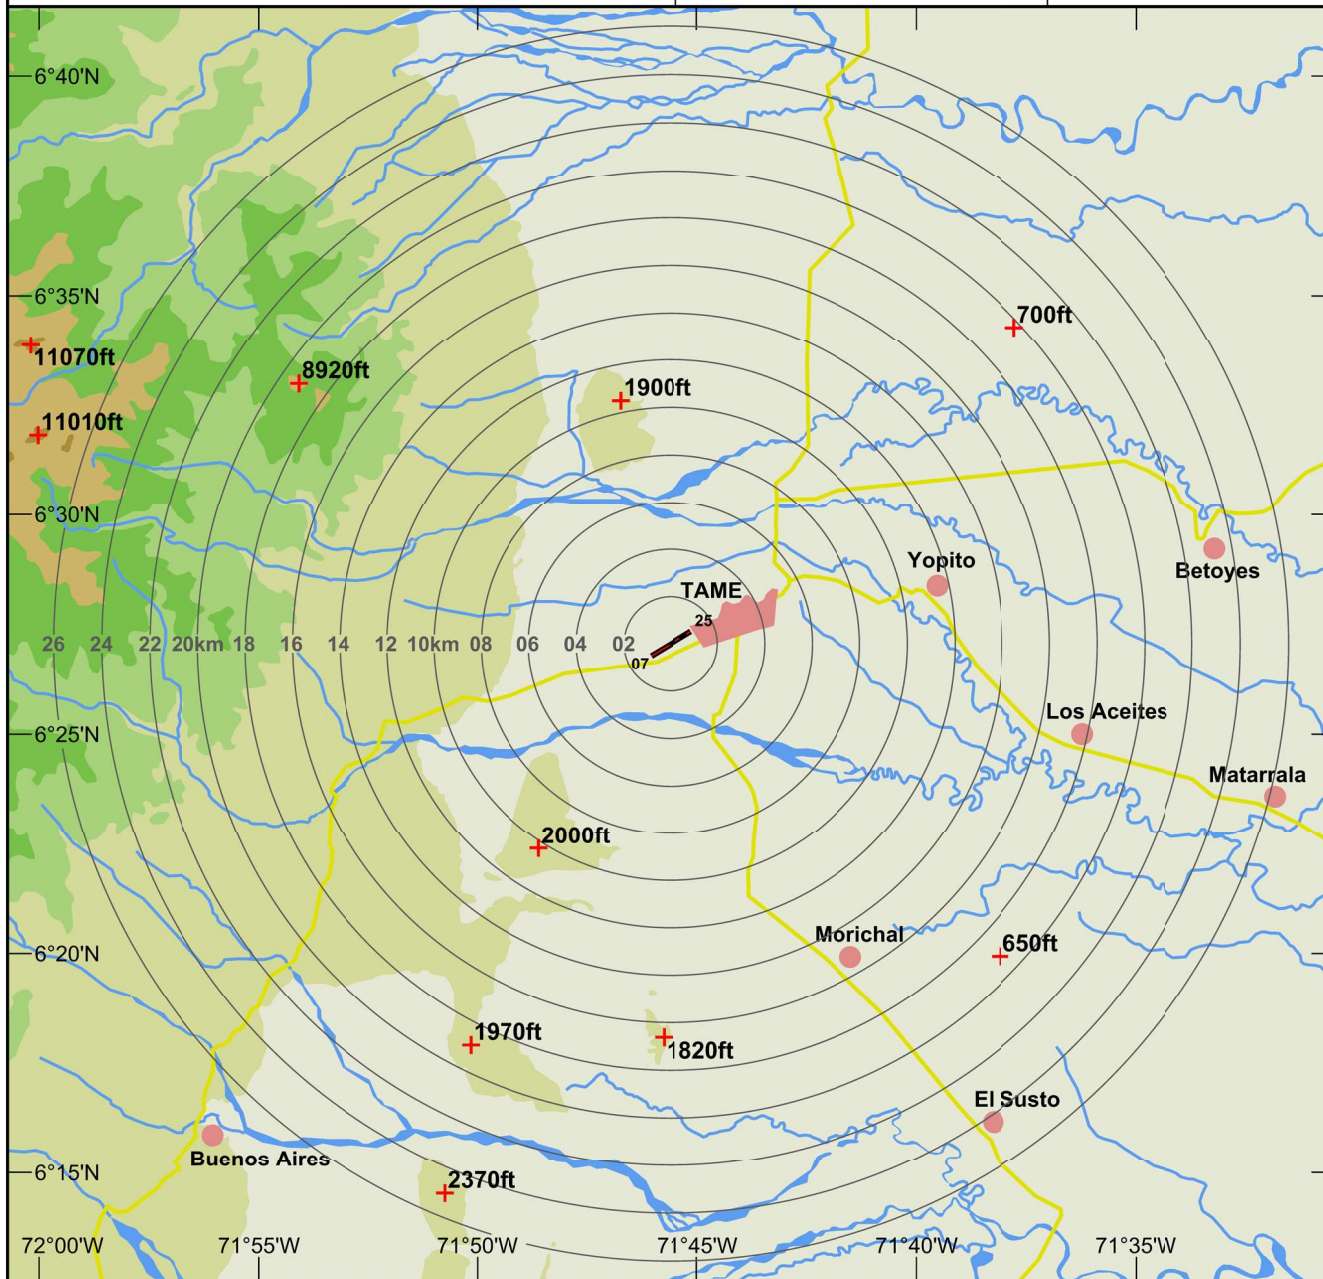 6°40'N
700ft
6°35'N
11070ft
8920ft
1900ft
11010ft
6°30'N
Yopito
Betoyes
TAME
25
26 24 22 20km 18 16 14 12 10km 08 06 04 02
07
Los Aceites
6°25'N
Matarrala
2000ft
Morichal
650ft
6°20'N
1970ft
1820ft
El Susto
Buenos Aires
6°15'N
2370ft
72°00'W 71°55'W 71°50'W 71°45'W 71°40'W 71°35'W